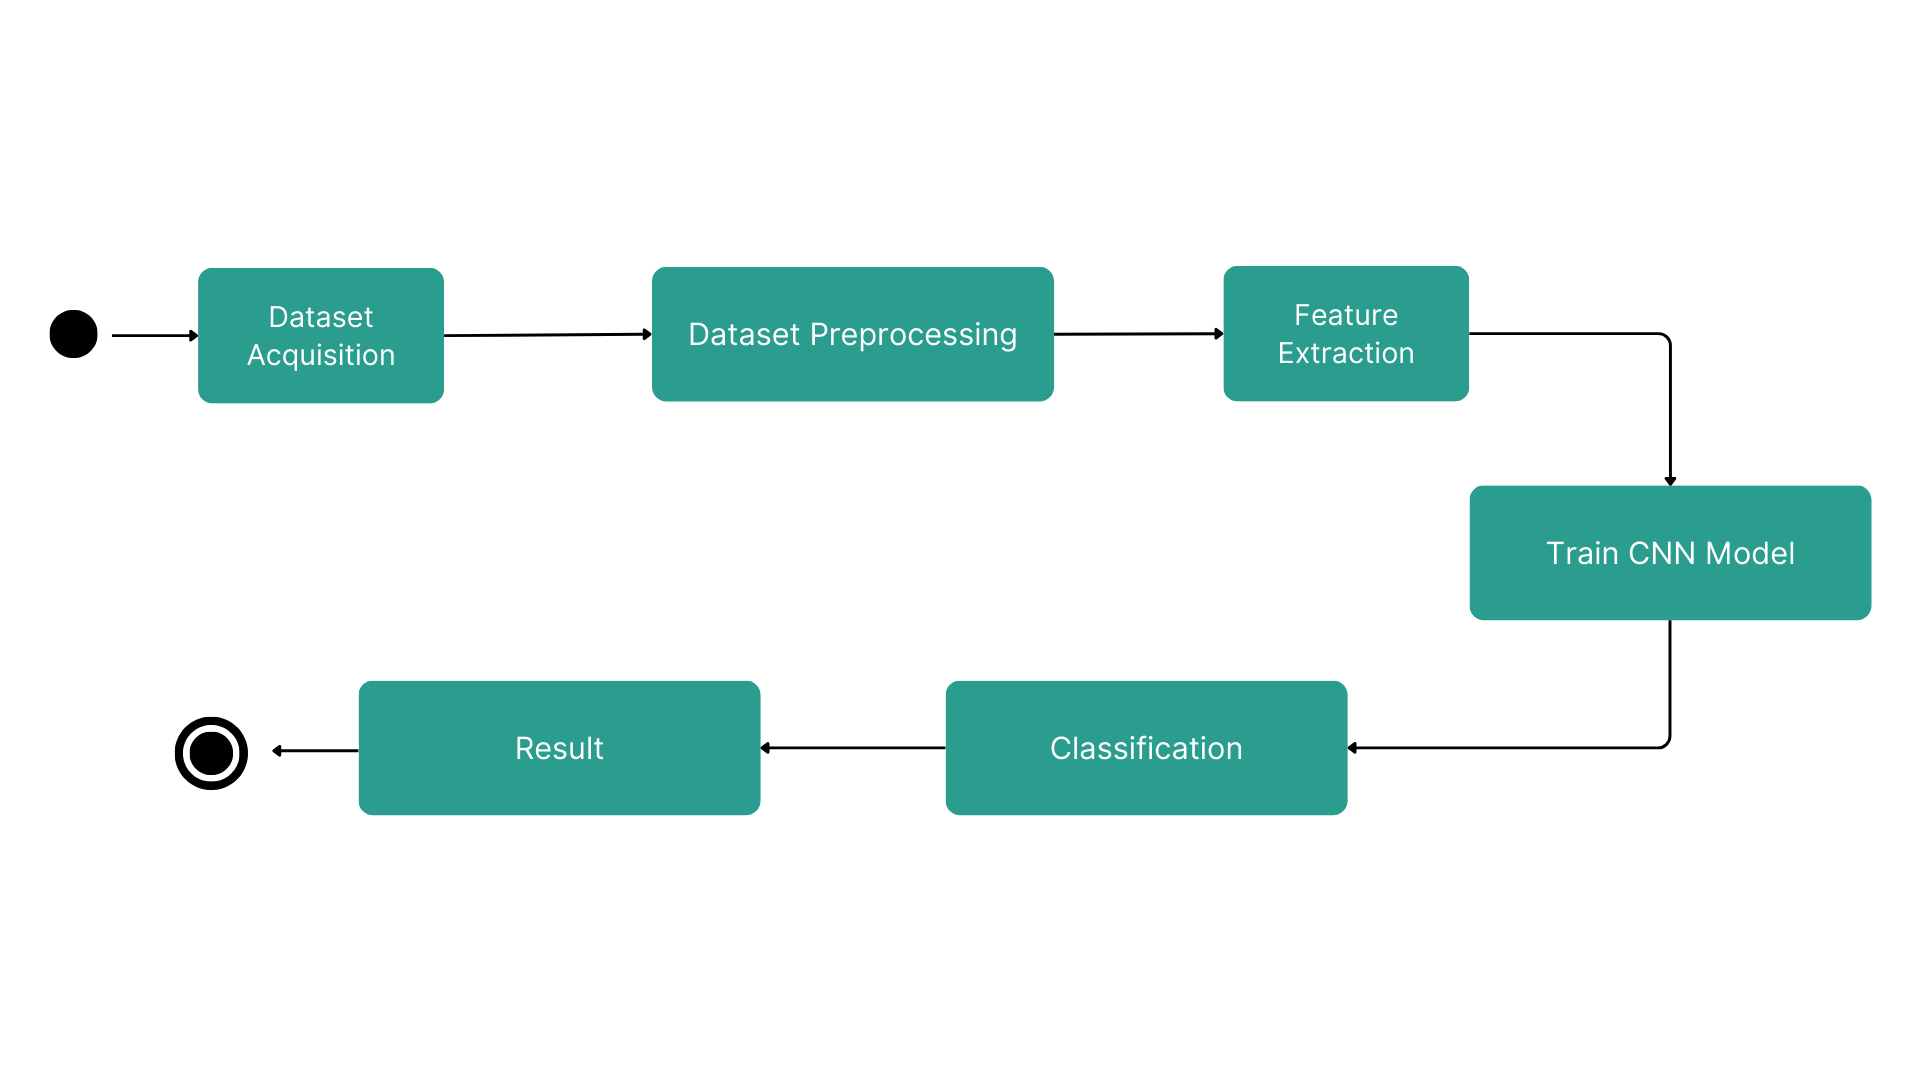 Dataset
Acquisition
Dataset Preprocessing
Feature
Extraction
Train CNN Model
Classification
Result